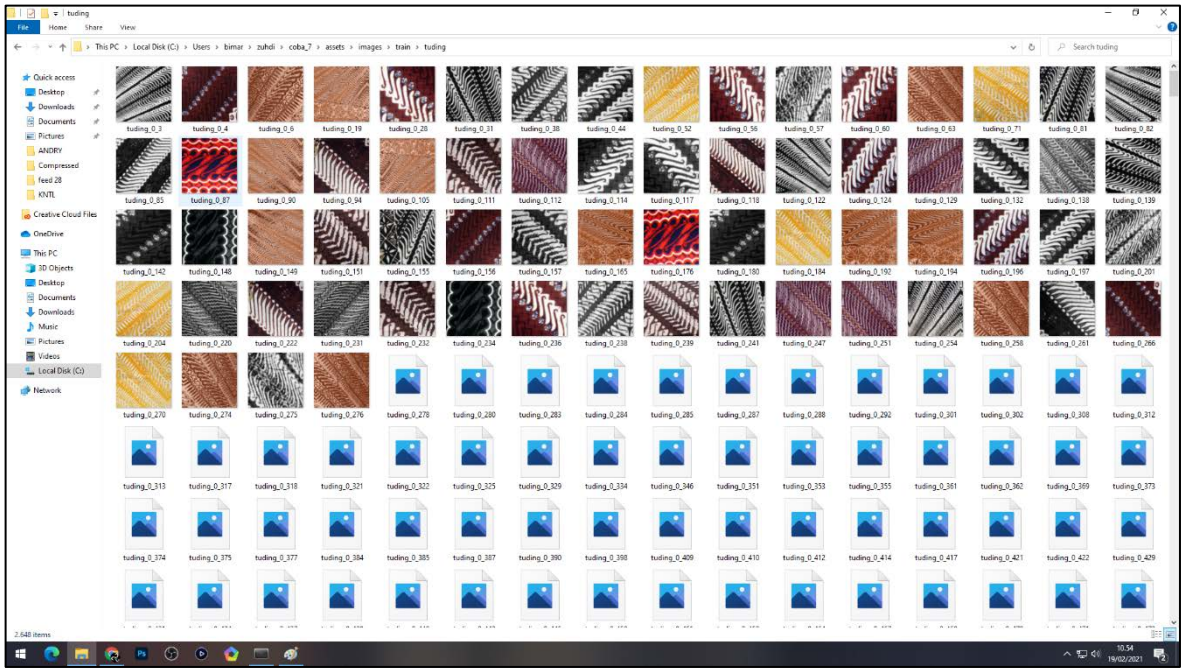 tuding
File Home Share View
This PC > Local Disk (C:) > Users > bimar > zuhdi > coba_7 > assets > images > train > tuding
Search tuding
Quick access
Desktop
Downloads
Documents
Pictures
ANDRY
Compressed
feed 28
KNTL
Creative Cloud Files
OneDrive
This PC
3D Objects
Desktop
Documents
Downloads
Music
Pictures
Videos
Local Disk (C:)
Network
tuding_0_3 tuding_0_4 tuding_0_6 tuding_0_19 tuding_0_28 tuding_0_31 tuding_0_38 tuding_0_44 tuding_0_52 tuding_0_56 tuding_0_57 tuding_0_60 tuding_0_63 tuding_0_71 tuding_0_81 tuding_0_82
tuding_0_85 tuding_0_87 tuding_0_90 tuding_0_94 tuding_0_105 tuding_0_111 tuding_0_112 tuding_0_114 tuding_0_117 tuding_0_118 tuding_0_122 tuding_0_124 tuding_0_129 tuding_0_132 tuding_0_138 tuding_0_139
tuding_0_142 tuding_0_148 tuding_0_149 tuding_0_151 tuding_0_155 tuding_0_156 tuding_0_157 tuding_0_165 tuding_0_176 tuding_0_180 tuding_0_184 tuding_0_192 tuding_0_194 tuding_0_196 tuding_0_197 tuding_0_201
tuding_0_204 tuding_0_220 tuding_0_222 tuding_0_231 tuding_0_232 tuding_0_234 tuding_0_236 tuding_0_238 tuding_0_239 tuding_0_241 tuding_0_247 tuding_0_251 tuding_0_254 tuding_0_258 tuding_0_261 tuding_0_266
tuding_0_270 tuding_0_274 tuding_0_275 tuding_0_276 tuding_0_278 tuding_0_280 tuding_0_283 tuding_0_284 tuding_0_285 tuding_0_287 tuding_0_288 tuding_0_292 tuding_0_301 tuding_0_302 tuding_0_308 tuding_0_312
tuding_0_313 tuding_0_317 tuding_0_318 tuding_0_321 tuding_0_322 tuding_0_325 tuding_0_329 tuding_0_334 tuding_0_346 tuding_0_351 tuding_0_353 tuding_0_355 tuding_0_361 tuding_0_362 tuding_0_369 tuding_0_373
tuding_0_374 tuding_0_375 tuding_0_377 tuding_0_384 tuding_0_385 tuding_0_387 tuding_0_390 tuding_0_398 tuding_0_409 tuding_0_410 tuding_0_412 tuding_0_414 tuding_0_417 tuding_0_421 tuding_0_422 tuding_0_429
2.648 items
Ps
10.54
19/02/2021